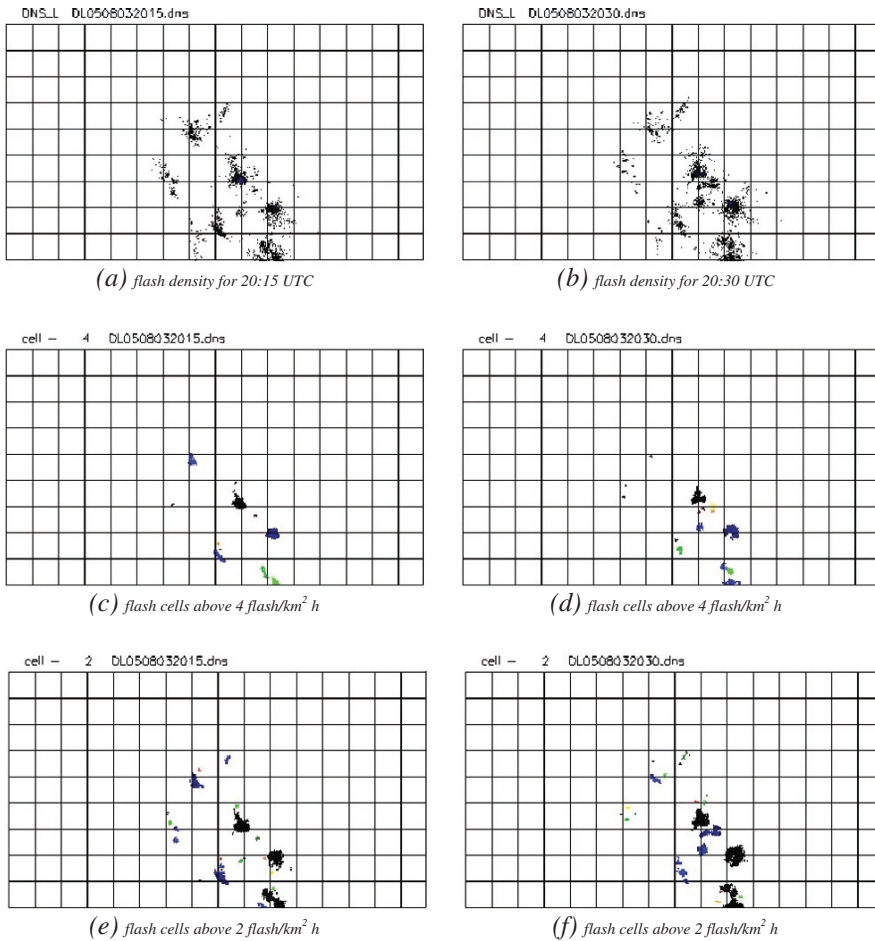 DNS_L DL0508032015.dns
DNS_L DL0508032030.dns
(a) flash density for 20:15 UTC
(b) flash density for 20:30 UTC
cell - 4 DL0508032015.dns
cell - 4 DL0508032030.dns
(c) flash cells above 4 flash/km² h
(d) flash cells above 4 flash/km² h
cell - 2 DL0508032015.dns
cell - 2 DL0508032030.dns
(e) flash cells above 2 flash/km² h
(f) flash cells above 2 flash/km² h